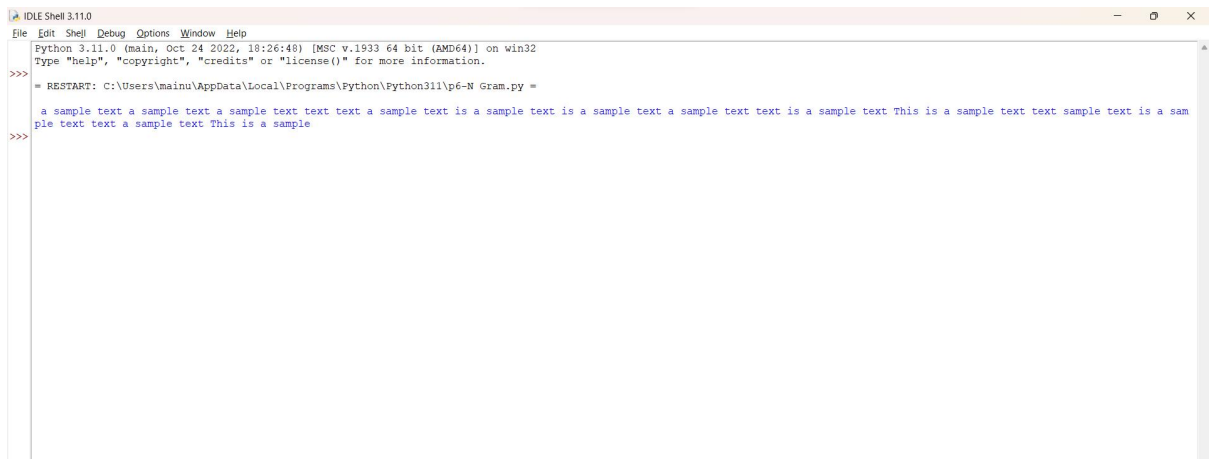 IDLE Shell 3.11.0
File Edit Shell Debug Options Window Help
Python 3.11.0 (main, Oct 24 2022, 18:26:48) [MSC v.1933 64 bit (AMD64)] on win32
Type "help", "copyright", "credits" or "license()" for more information.
>>>
= RESTART: C:\Users\mainu\AppData\Local\Programs\Python\Python311\p6-N Gram.py =
a sample text a sample text a sample text text text a sample text is a sample text is a sample text a sample text text is a sample text This is a sample text text sample text is a sam
ple text text a sample text This is a sample
>>>